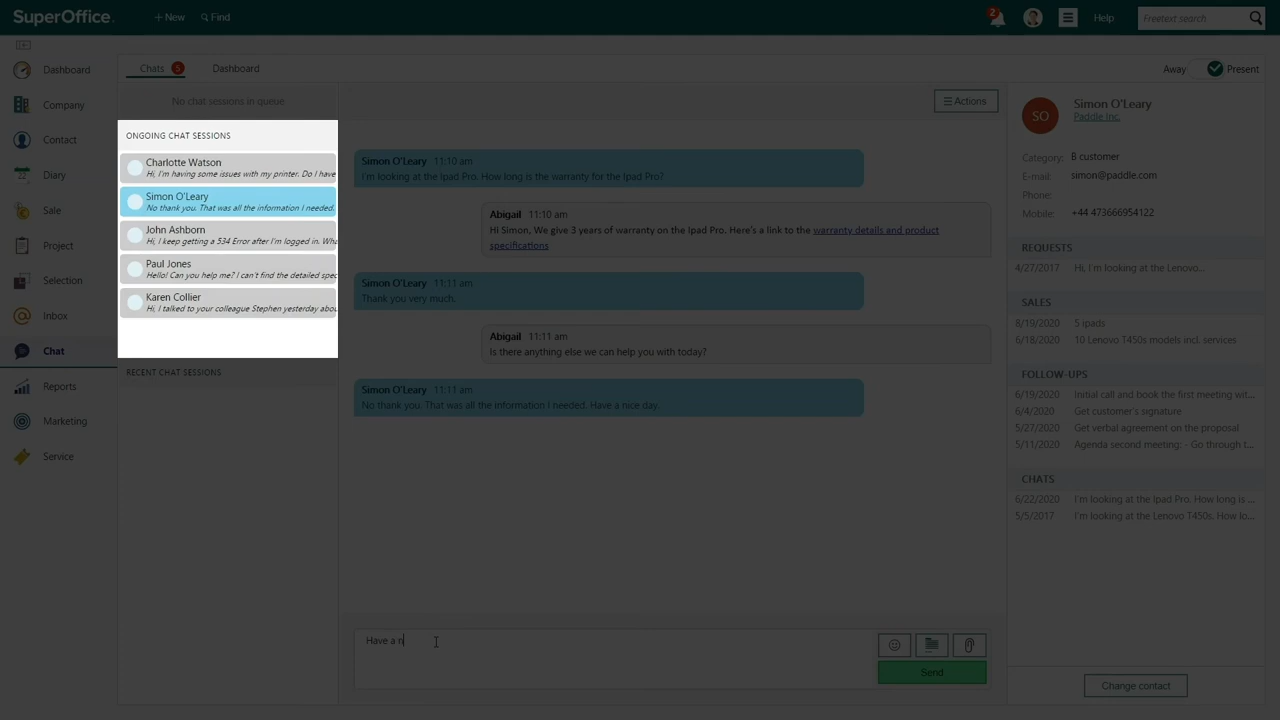 SuperOffice.
+ New
Find
2
Help
Freetext search
Dashboard
Company
Contact
Diary
Sale
Project
Selection
Inbox
Chat
Reports
Marketing
Service
Chats 5
Dashboard
Away
Present
No chat sessions in queue
ONGOING CHAT SESSIONS
Charlotte Watson
Hi, I'm having some issues with my printer. Do I have
Simon O'Leary
No thank you. That was all the information I needed.
John Ashborn
Hi, I keep getting a 534 Error after I'm logged in. Wha
Paul Jones
Hello! Can you help me? I can't find the detailed spec
Karen Collier
Hi, I talked to your colleague Stephen yesterday abou
RECENT CHAT SESSIONS
Actions
Simon O'Leary 11:10 am
I'm looking at the Ipad Pro. How long is the warranty for the Ipad Pro?
Abigail 11:10 am
Hi Simon, We give 3 years of warranty on the Ipad Pro. Here's a link to the warranty details and product
specifications
Simon O'Leary 11:11 am
Thank you very much.
Abigail 11:11 am
Is there anything else we can help you with today?
Simon O'Leary 11:11 am
No thank you. That was all the information I needed. Have a nice day.
Have a n
Send
SO
Simon O'Leary
Paddle Inc.
Category: B customer
E-mail: simon@paddle.com
Phone:
Mobile: +44 473666954122
REQUESTS
4/27/2017 Hi, I'm looking at the Lenovo...
SALES
8/19/2020 5 ipads
6/18/2020 10 Lenovo T450s models incl. services
FOLLOW-UPS
6/19/2020 Initial call and book the first meeting wit...
6/4/2020 Get customer's signature
5/27/2020 Get verbal agreement on the proposal
5/11/2020 Agenda second meeting: - Go through t...
CHATS
6/22/2020 I'm looking at the Ipad Pro. How long is ...
5/5/2017 I'm looking at the Lenovo T450s. How lo...
Change contact